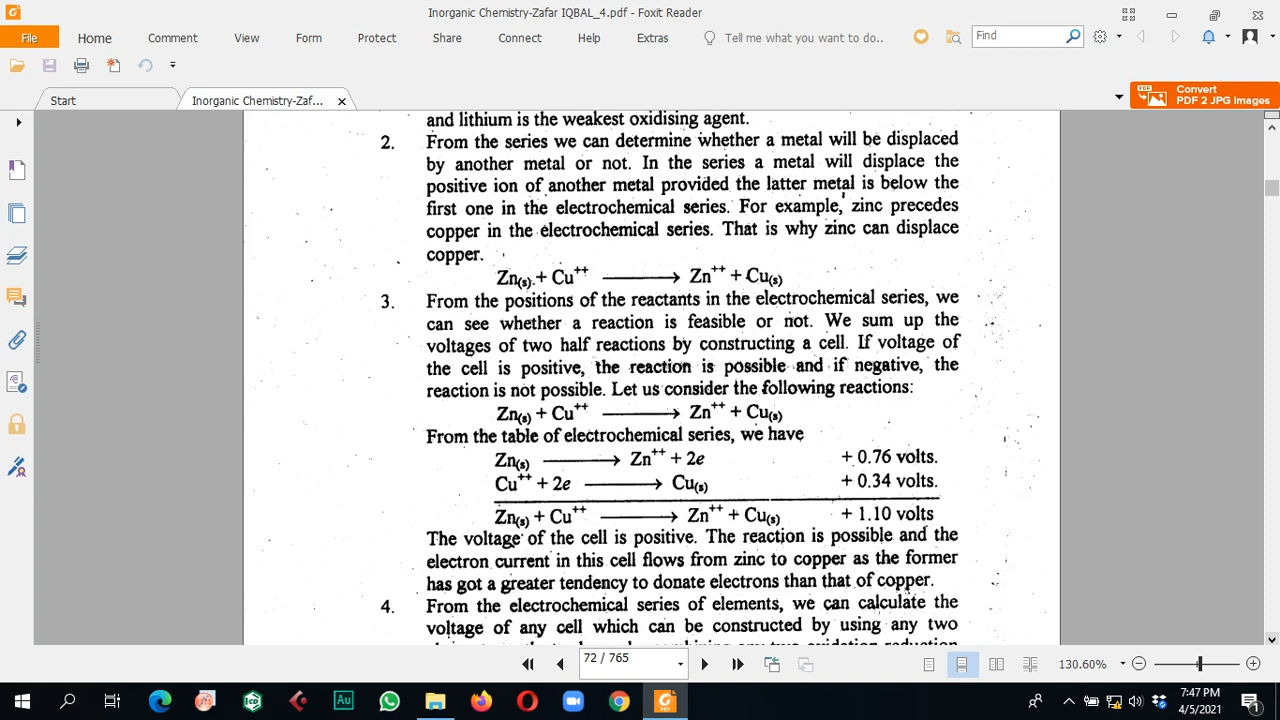 Inorganic Chemistry-Zafar IQBAL_4.pdf - Foxit Reader
File Home Comment View Form Protect Share Connect Help Extras Tell me what you want to do.. Find
Start Inorganic Chemistry-Zaf... Convert
PDF 2 JPG Images
and lithium is the weakest oxidising agent.
2. From the series we can determine whether a metal will be displaced
by another metal or not. In the series a metal will displace the
positive ion of another metal provided the latter metal is below the
first one in the electrochemical series. For example, zinc precedes
copper in the electrochemical series. That is why zinc can displace
copper.
Zn(s) + Cu++ ⟶ Zn++ + Cu(s)
3. From the positions of the reactants in the electrochemical series, we
can see whether a reaction is feasible or not. We sum up the
voltages of two half reactions by constructing a cell. If voltage of
the cell is positive, the reaction is possible and if negative, the
reaction is not possible. Let us consider the following reactions:
Zn(s) + Cu++ ⟶ Zn++ + Cu(s)
From the table of electrochemical series, we have
Zn(s) ⟶ Zn++ + 2e + 0.76 volts.
Cu++ + 2e ⟶ Cu(s) + 0.34 volts.
Zn(s) + Cu++ ⟶ Zn++ + Cu(s) + 1.10 volts
The voltage of the cell is positive. The reaction is possible and the
electron current in this cell flows from zinc to copper as the former
has got a greater tendency to donate electrons than that of copper.
4. From the electrochemical series of elements, we can calculate the
voltage of any cell which can be constructed by using any two
72 / 765 130.60%
Au 7:47 PM
4/5/2021